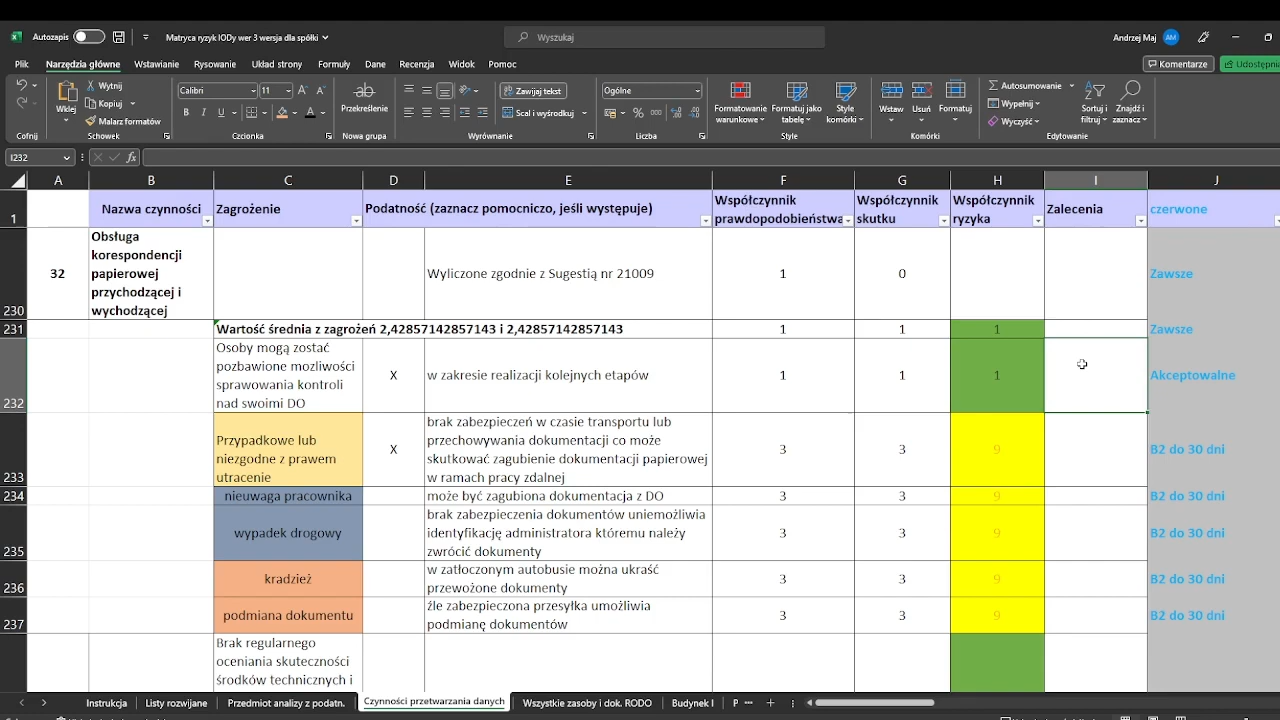 Autozapis
Matryca ryzyk IODy wer 3 wersja dla spółki
Wyszukaj
Andrzej Maj
AM
Plik Narzędzia główne Wstawianie Rysowanie Układ strony Formuły Dane Recenzja Widok Pomoc
Komentarze
Udostępnia
Wklej
Wytnij
Kopiuj
Malarz formatów
Calibri 11
B I U
Przekreślenie
Zawijaj tekst
Scal i wyśrodkuj
Ogólne
Formatowanie warunkowe
Formatuj jako tabelę
Style komórki
Wstaw Usuń Formatuj
Autosumowanie
Wypełnij
Wyczyść
Sortuj i filtruj
Znajdź i zaznacz
Cofnij Schowek Czcionka Nowa grupa Wyrównanie Liczba Style Komórki Edytowanie
I232
fx
A B C D E F G H I J
1
Nazwa czynności
Zagrożenie
Podatność (zaznacz pomocniczo, jeśli występuje)
Współczynnik
prawdopodobieństwa
Współczynnik
skutku
Współczynnik
ryzyka
Zalecenia
czerwone
230
32
Obsługa
korespondencji
papierowej
przychodzącej i
wychodzącej
Wyliczone zgodnie z Sugestią nr 21009
1
0
Zawsze
231
Wartość średnia z zagrożeń 2,42857142857143 i 2,42857142857143
1
1
1
Zawsze
232
Osoby mogą zostać
pozbawione mozliwości
sprawowania kontroli
nad swoimi DO
X
w zakresie realizacji kolejnych etapów
1
1
1
Akceptowalne
233
Przypadkowe lub
niezgodne z prawem
utracenie
X
brak zabezpieczeń w czasie transportu lub
przechowywania dokumentacji co może
skutkować zagubienie dokumentacji papierowej
w ramach pracy zdalnej
3
3
9
B2 do 30 dni
234
nieuwaga pracownika
może być zagubiona dokumentacja z DO
3
3
9
B2 do 30 dni
235
wypadek drogowy
brak zabezpieczenia dokumentów uniemożliwia
identyfikację administratora któremu należy
zwrócić dokumenty
3
3
9
B2 do 30 dni
236
kradzież
w zatłoczonym autobusie można ukraść
przewożone dokumenty
3
3
9
B2 do 30 dni
237
podmiana dokumentu
źle zabezpieczona przesyłka umożliwia
podmianę dokumentów
3
3
9
B2 do 30 dni
Brak regularnego
oceniania skuteczności
środków technicznych i
Instrukcja Listy rozwijane Przedmiot analizy z podatn. Czynności przetwarzania danych Wszystkie zasoby i dok. RODO Budynek I P ...